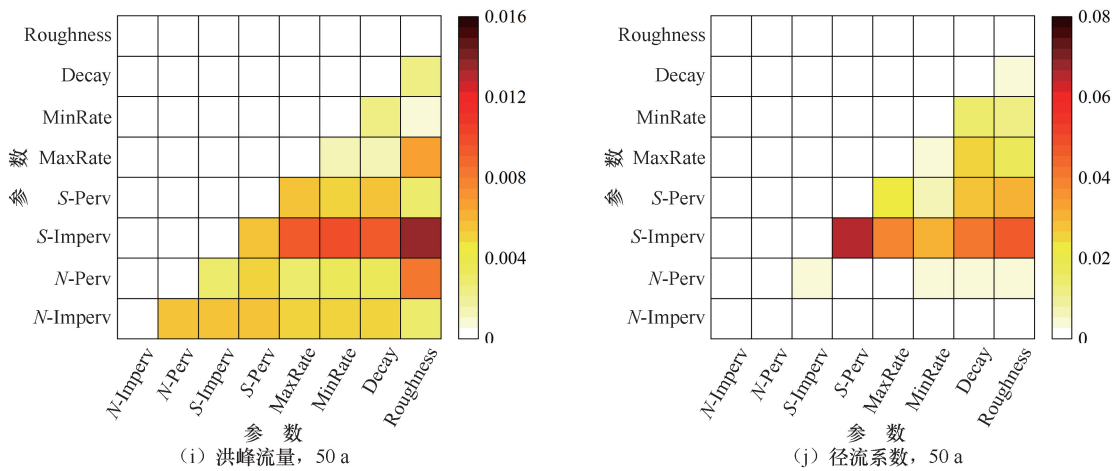 Roughness
Decay
MinRate
MaxRate
S-Perv
S-Imperv
N-Perv
N-Imperv
参 数
0.016
0.012
0.008
0.004
0
N-Imperv
N-Perv
S-Imperv
S-Perv
MaxRate
MinRate
Decay
Roughness
参 数
(i) 洪峰流量，50 a
Roughness
Decay
MinRate
MaxRate
S-Perv
S-Imperv
N-Perv
N-Imperv
参 数
0.08
0.06
0.04
0.02
0
N-Imperv
N-Perv
S-Imperv
S-Perv
MaxRate
MinRate
Decay
Roughness
参 数
(j) 径流系数，50 a